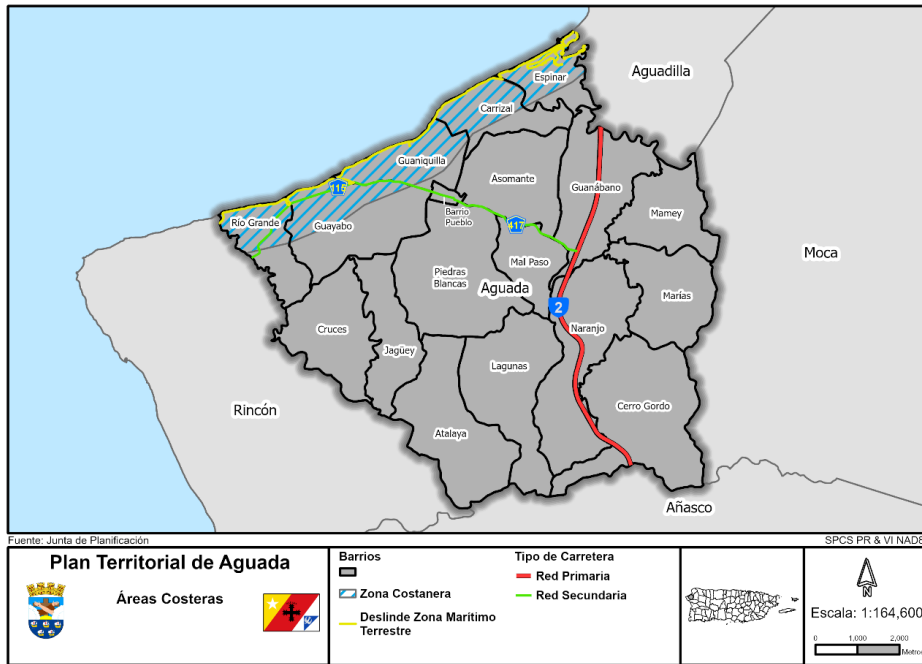 Aguadilla
Espinar
Carrizal
Guaniquilla
Asomante
Guanábano
115
Río Grande
Guayabo
Barrio
Pueblo
417
Mamey
Moca
Mal Paso
Piedras
Blancas
Aguada
2
Marías
Cruces
Jagüey
Naranjo
Lagunas
Rincón
Cerro Gordo
Atalaya
Añasco
Fuente: Junta de Planificación
SPCS PR & VI NAD8
Plan Territorial de Aguada
Áreas Costeras
Barrios
Zona Costanera
Deslinde Zona Marítimo
Terrestre
Tipo de Carretera
Red Primaria
Red Secundaria
N
Escala: 1:164,600
0 1,000 2,000
Metros